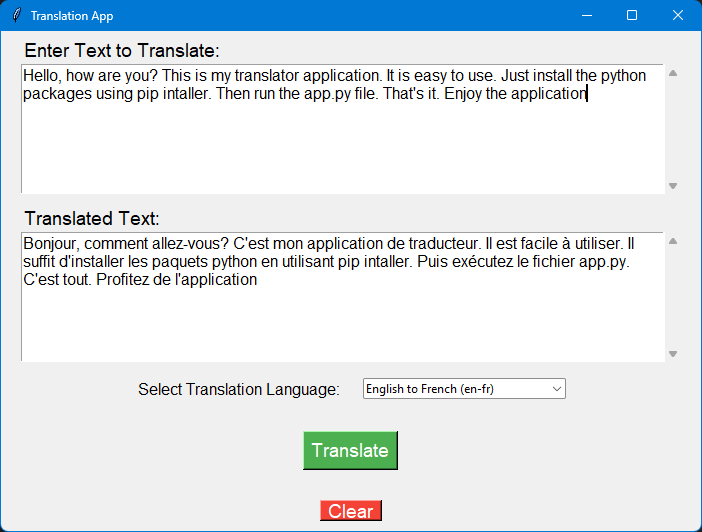 Translation App
Enter Text to Translate:
Hello, how are you? This is my translator application. It is easy to use. Just install the python
packages using pip intaller. Then run the app.py file. That's it. Enjoy the application
Translated Text:
Bonjour, comment allez-vous? C'est mon application de traducteur. Il est facile à utiliser. Il
suffit d'installer les paquets python en utilisant pip intaller. Puis exécutez le fichier app.py.
C'est tout. Profitez de l'application
Select Translation Language: English to French (en-fr)
Translate
Clear